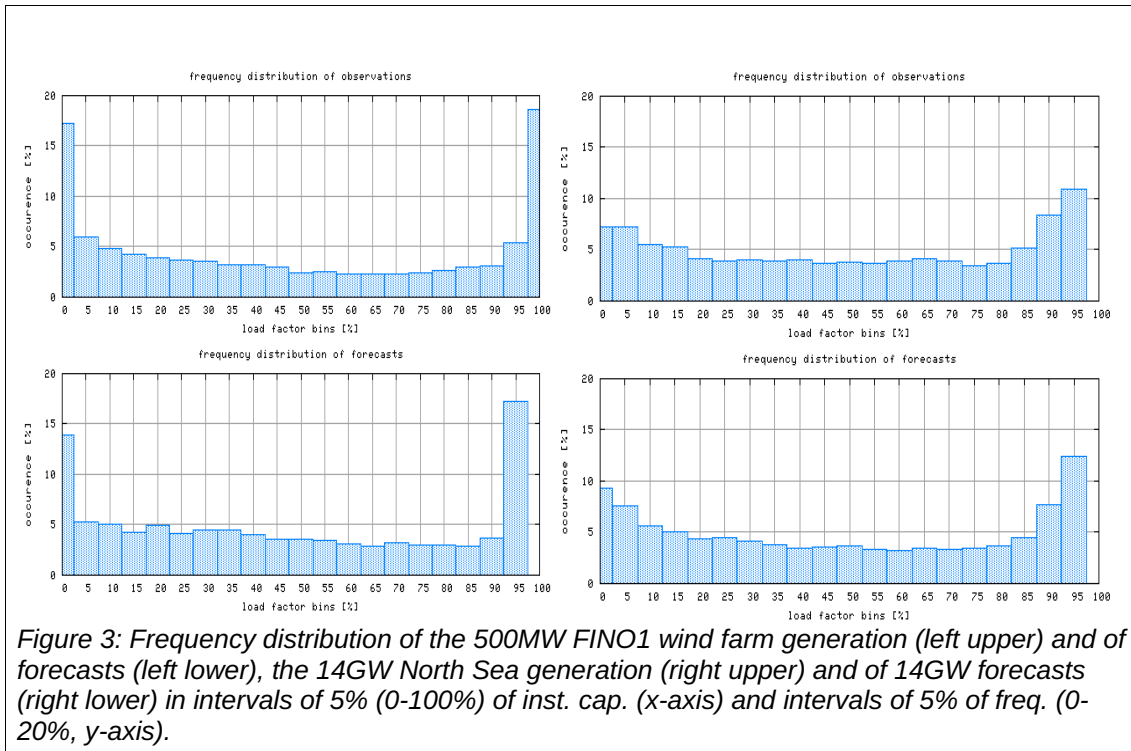 frequency distribution of observations
20
15
10
5
0
occurence [%]
0 5 10 15 20 25 30 35 40 45 50 55 60 65 70 75 80 85 90 95 100
load factor bins [%]
frequency distribution of observations
20
15
10
5
0
occurence [%]
0 5 10 15 20 25 30 35 40 45 50 55 60 65 70 75 80 85 90 95 100
load factor bins [%]
frequency distribution of forecasts
20
15
10
5
0
occurence [%]
0 5 10 15 20 25 30 35 40 45 50 55 60 65 70 75 80 85 90 95 100
load factor bins [%]
frequency distribution of forecasts
20
15
10
5
0
occurence [%]
0 5 10 15 20 25 30 35 40 45 50 55 60 65 70 75 80 85 90 95 100
load factor bins [%]
Figure 3: Frequency distribution of the 500MW FINO1 wind farm generation (left upper) and of
forecasts (left lower), the 14GW North Sea generation (right upper) and of 14GW forecasts
(right lower) in intervals of 5% (0-100%) of inst. cap. (x-axis) and intervals of 5% of freq. (0-
20%, y-axis).